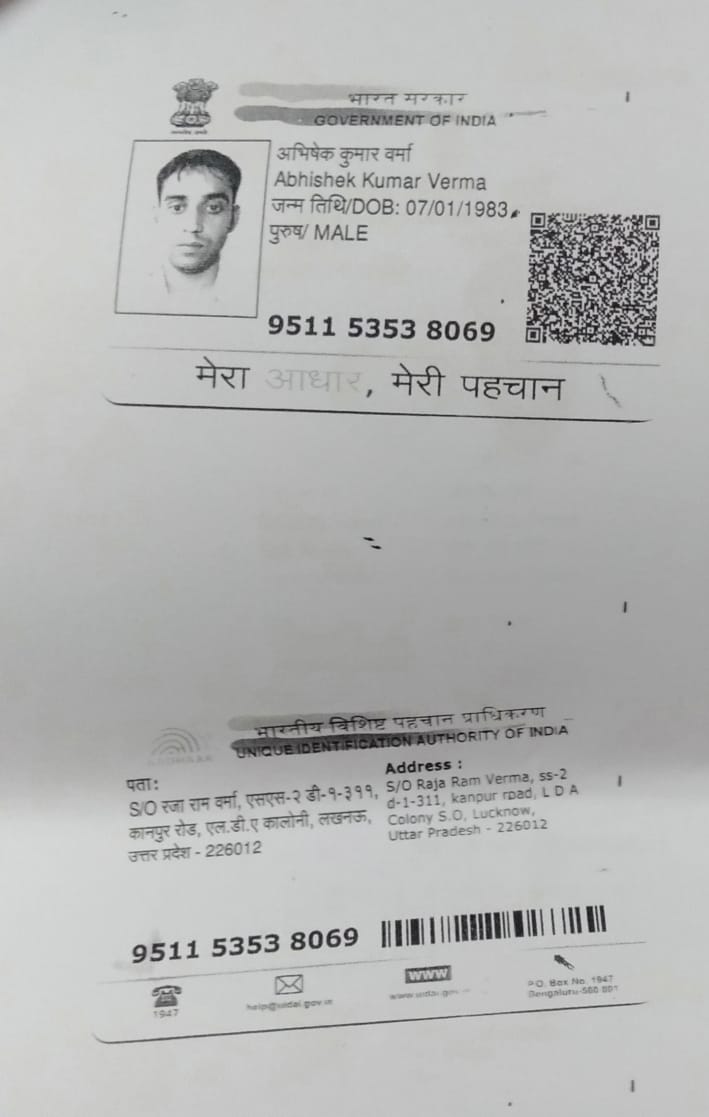 भारत सरकार
GOVERNMENT OF INDIA
अभिषेक कुमार वर्मा
Abhishek Kumar Verma
जन्म तिथि/DOB: 07/01/1983
पुरुष/ MALE
9511 5353 8069
मेरा आधार, मेरी पहचान
भारतीय विशिष्ट पहचान प्राधिकरण
UNIQUE IDENTIFICATION AUTHORITY OF INDIA
पता:
S/O रजा राम वर्मा, एसएस-२ डी-१-३११,
कानपुर रोड, एल.डी.ए कालोनी, लखनऊ,
उत्तर प्रदेश - 226012
Address :
S/O Raja Ram Verma, ss-2
d-1-311, kanpur road, L D A
Colony S.O, Lucknow,
Uttar Pradesh - 226012
9511 5353 8069
1947
help@uidai.gov.in
WWW
www.uidai.gov.in
P.O. Box No. 1947
Bengaluru-560 001